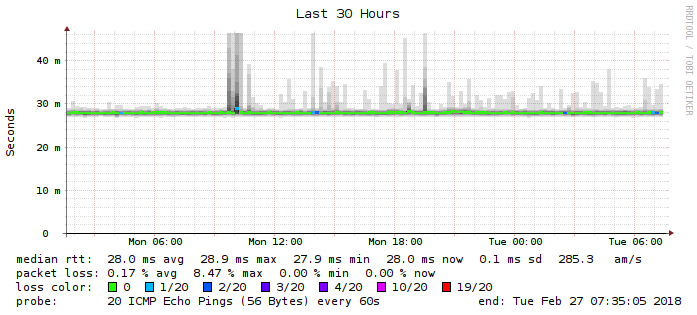 Last 30 Hours
RRDTOOL / TOBI OETIKER
Seconds
40 m
30 m
20 m
10 m
0
Mon 06:00 Mon 12:00 Mon 18:00 Tue 00:00 Tue 06:00
median rtt: 28.0 ms avg 28.9 ms max 27.9 ms min 28.0 ms now 0.1 ms sd 285.3 am/s
packet loss: 0.17 % avg 8.47 % max 0.00 % min 0.00 % now
loss color: 0 1/20 2/20 3/20 4/20 10/20 19/20
probe: 20 ICMP Echo Pings (56 Bytes) every 60s end: Tue Feb 27 07:35:05 2018